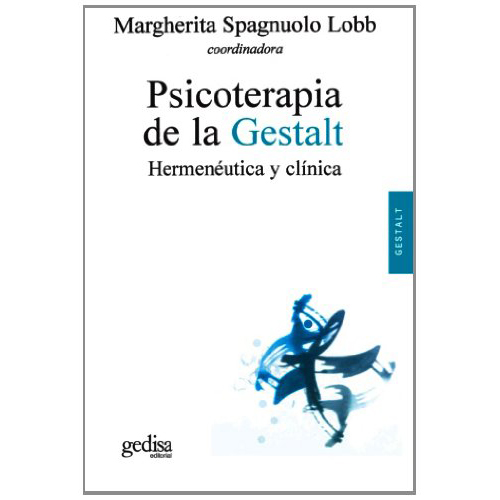 Margherita Spagnuolo Lobb
coordinadora
Psicoterapia
de la Gestalt
Hermenéutica y clínica
GESTALT
gedisa
editorial